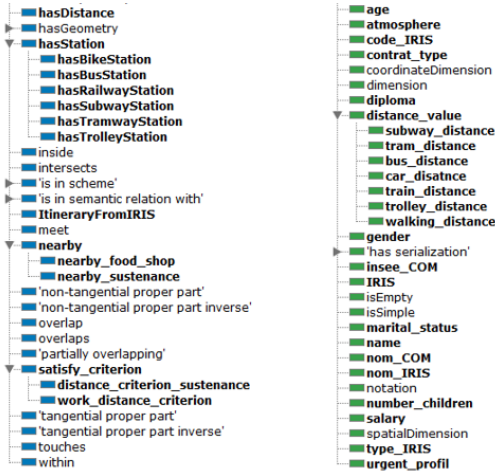 hasDistance
hasGeometry
hasStation
hasBikeStation
hasBusStation
hasRailwayStation
hasSubwayStation
hasTramwayStation
hasTrolleyStation
inside
intersects
'is in scheme'
'is in semantic relation with'
ItineraryFromIRIS
meet
nearby
nearby_food_shop
nearby_sustenance
'non-tangential proper part'
'non-tangential proper part inverse'
overlap
overlaps
'partially overlapping'
satisfy_criterion
distance_criterion_sustenance
work_distance_criterion
'tangential proper part'
'tangential proper part inverse'
touches
within
age
atmosphere
code_IRIS
contrat_type
coordinateDimension
dimension
diploma
distance_value
subway_distance
tram_distance
bus_distance
car_disatnce
train_distance
trolley_distance
walking_distance
gender
'has serialization'
insee_COM
IRIS
isEmpty
isSimple
marital_status
name
nom_COM
nom_IRIS
notation
number_children
salary
spatialDimension
type_IRIS
urgent_profil